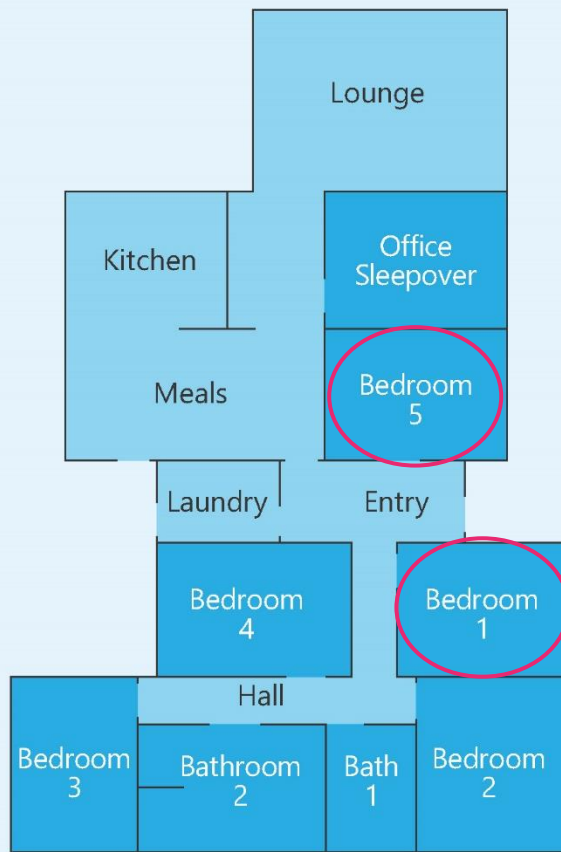 Lounge
Kitchen
Office
Sleepover
Meals
Bedroom
5
Laundry
Entry
Bedroom
4
Bedroom
1
Hall
Bedroom
3
Bathroom
2
Bath
1
Bedroom
2